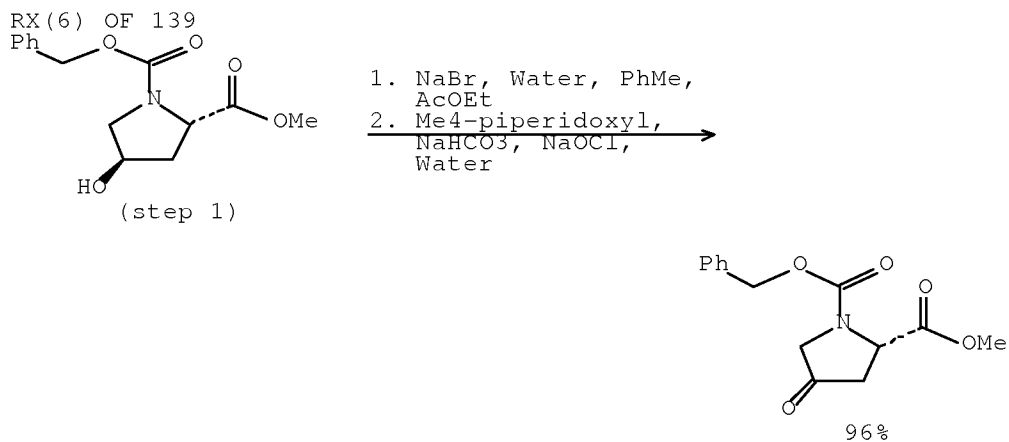 RX(6) OF 139
Ph
O
O
O
N
OMe
HO
(step 1)
1. NaBr, Water, PhMe,
AcOEt
2. Me4-piperidoxyl,
NaHCO3, NaOCl,
Water
Ph
O
O
O
N
OMe
O
96%